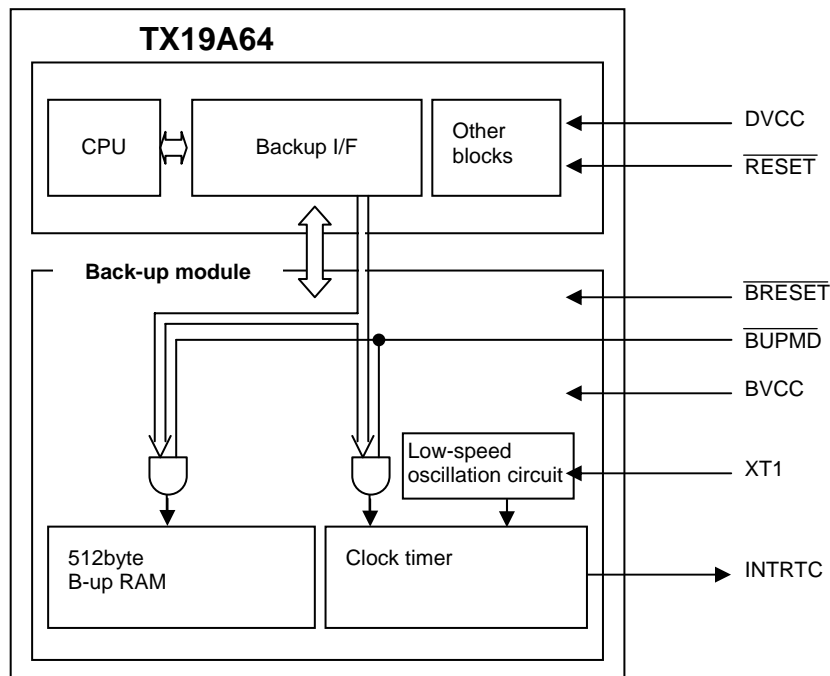 TX19A64
CPU
Backup I/F
Other
blocks
DVCC
RESET
Back-up module
BRESET
BUPMD
BVCC
Low-speed
oscillation circuit
XT1
512byte
B-up RAM
Clock timer
INTRTC